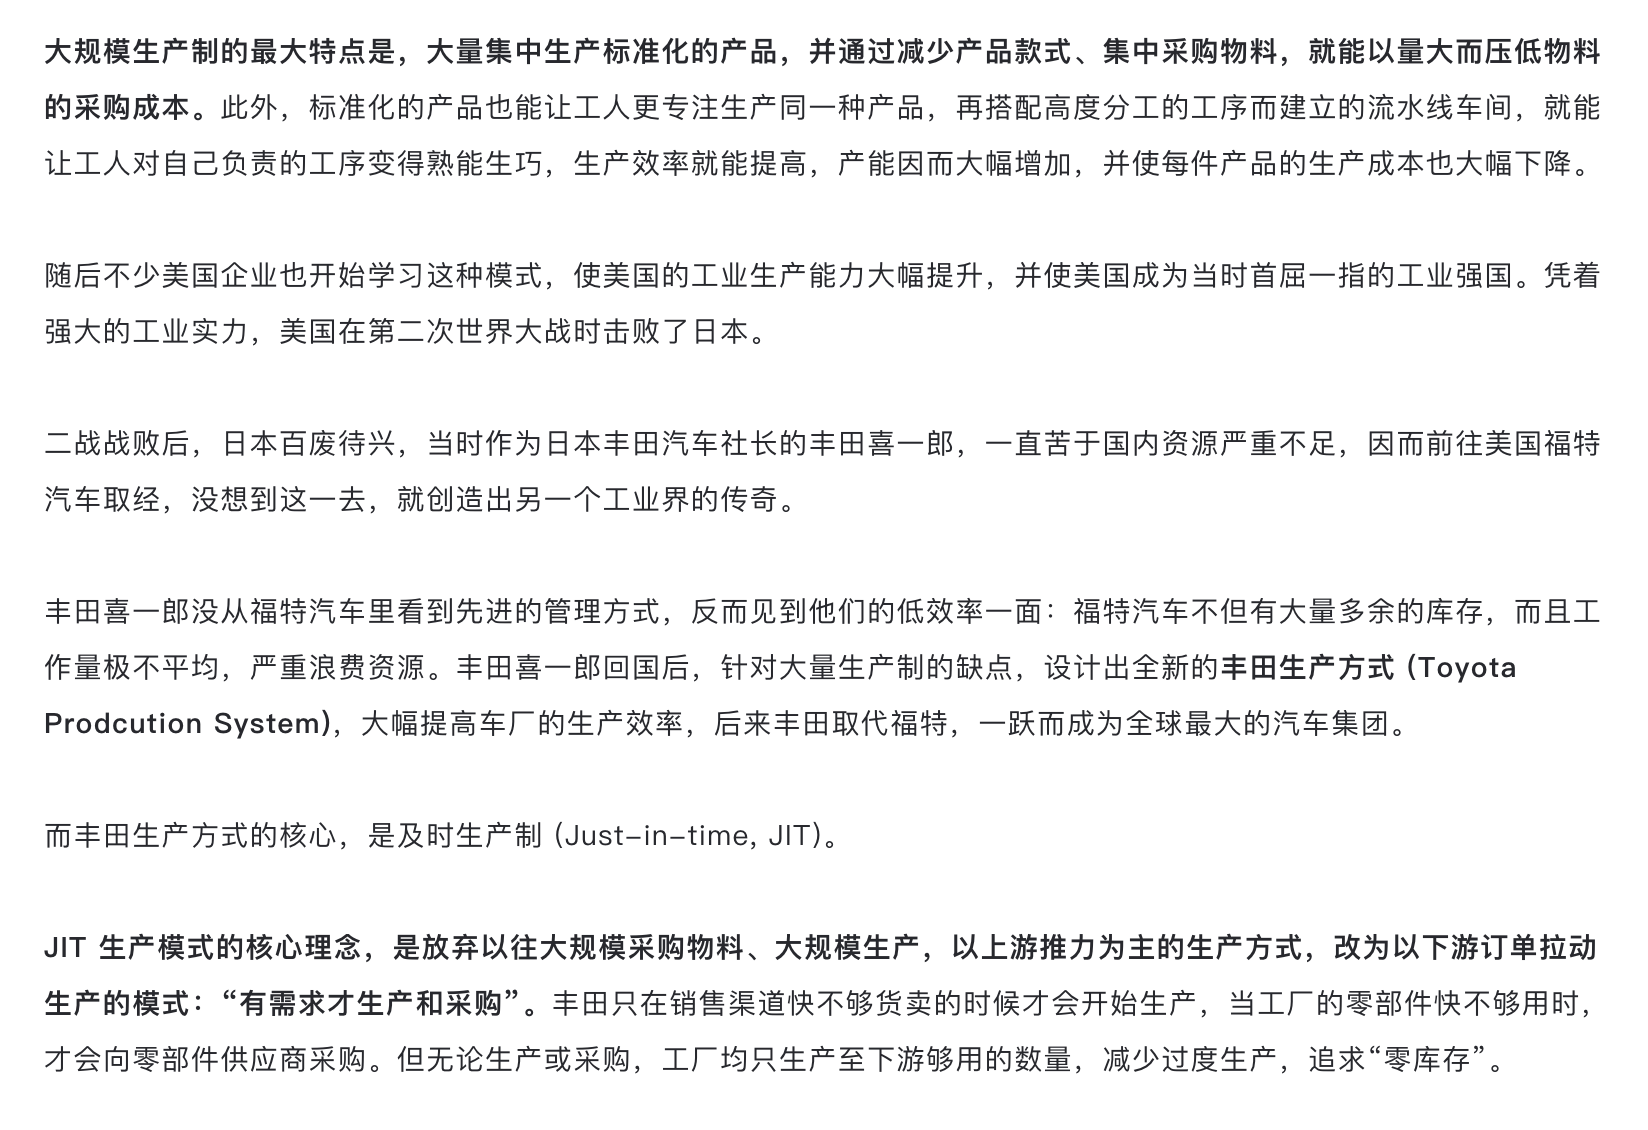 大规模生产制的最大特点是，大量集中生产标准化的产品，并通过减少产品款式、集中采购物料，就能以量大而压低物料
的采购成本。此外，标准化的产品也能让工人更专注生产同一种产品，再搭配高度分工的工序而建立的流水线车间，就能
让工人对自己负责的工序变得熟能生巧，生产效率就能提高，产能因而大幅增加，并使每件产品的生产成本也大幅下降。
随后不少美国企业也开始学习这种模式，使美国的工业生产能力大幅提升，并使美国成为当时首屈一指的工业强国。凭着
强大的工业实力，美国在第二次世界大战时击败了日本。
二战战败后，日本百废待兴，当时作为日本丰田汽车社长的丰田喜一郎，一直苦于国内资源严重不足，因而前往美国福特
汽车取经，没想到这一去，就创造出另一个工业界的传奇。
丰田喜一郎没从福特汽车里看到先进的管理方式，反而见到他们的低效率一面：福特汽车不但有大量多余的库存，而且工
作量极不平均，严重浪费资源。丰田喜一郎回国后，针对大量生产制的缺点，设计出全新的丰田生产方式 (Toyota
Prodcution System)，大幅提高车厂的生产效率，后来丰田取代福特，一跃而成为全球最大的汽车集团。
而丰田生产方式的核心，是及时生产制 (Just-in-time, JIT)。
JIT 生产模式的核心理念，是放弃以往大规模采购物料、大规模生产，以上游推力为主的生产方式，改为以下游订单拉动
生产的模式：“有需求才生产和采购”。丰田只在销售渠道快不够货卖的时候才会开始生产，当工厂的零部件快不够用时，
才会向零部件供应商采购。但无论生产或采购，工厂均只生产至下游够用的数量，减少过度生产，追求“零库存”。